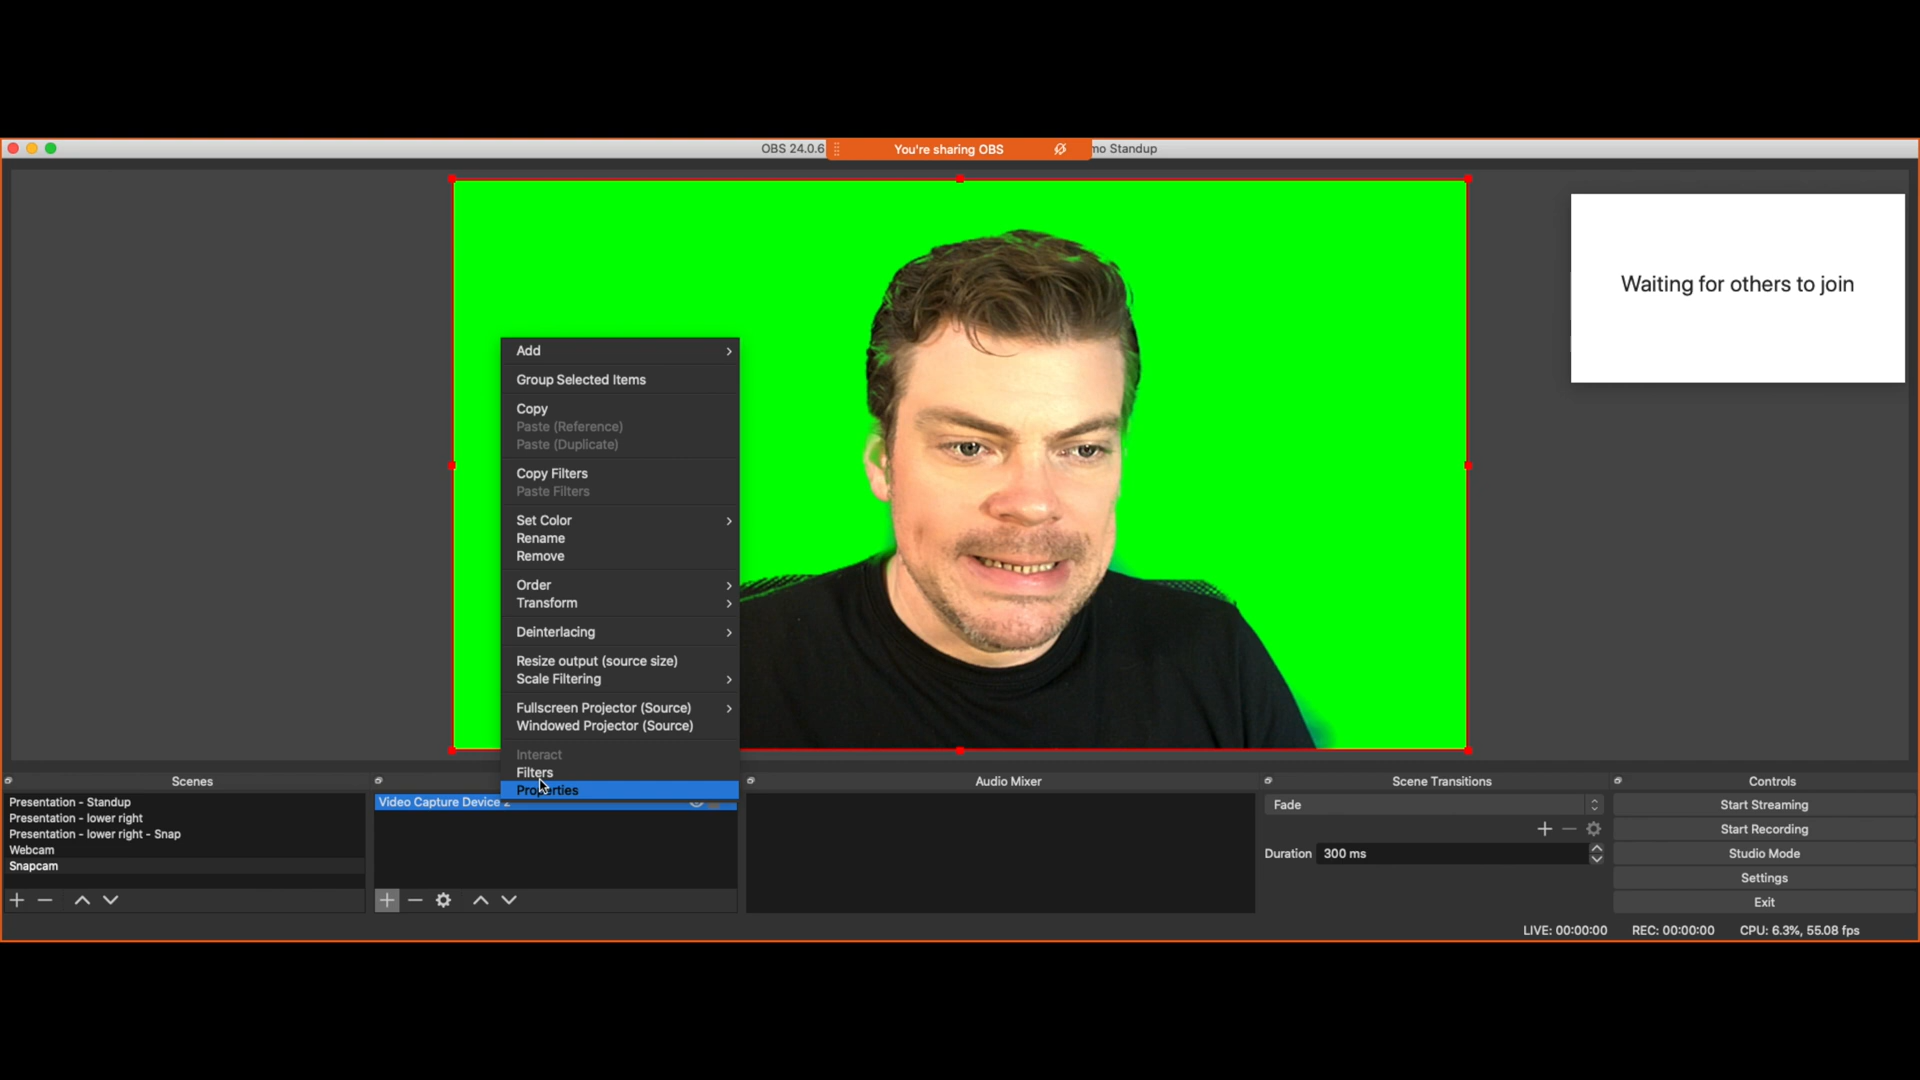 OBS 24.0.6
You're sharing OBS
mo Standup
Waiting for others to join
Add
Group Selected Items
Copy
Paste (Reference)
Paste (Duplicate)
Copy Filters
Paste Filters
Set Color
Rename
Remove
Order
Transform
Deinterlacing
Resize output (source size)
Scale Filtering
Fullscreen Projector (Source)
Windowed Projector (Source)
Interact
Filters
Properties
Scenes
Presentation - Standup
Presentation - lower right
Presentation - lower right - Snap
Webcam
Snapcam
Video Capture Device 2
Audio Mixer
Scene Transitions
Fade
Duration 300 ms
Controls
Start Streaming
Start Recording
Studio Mode
Settings
Exit
LIVE: 00:00:00 REC: 00:00:00 CPU: 6.3%, 55.08 fps